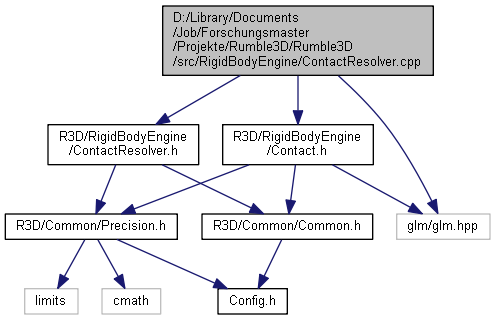 D:/Library/Documents
/Job/Forschungsmaster
/Projekte/Rumble3D/Rumble3D
/src/RigidBodyEngine/ContactResolver.cpp
R3D/RigidBodyEngine
/ContactResolver.h
R3D/RigidBodyEngine
/Contact.h
R3D/Common/Precision.h
R3D/Common/Common.h
glm/glm.hpp
limits
cmath
Config.h